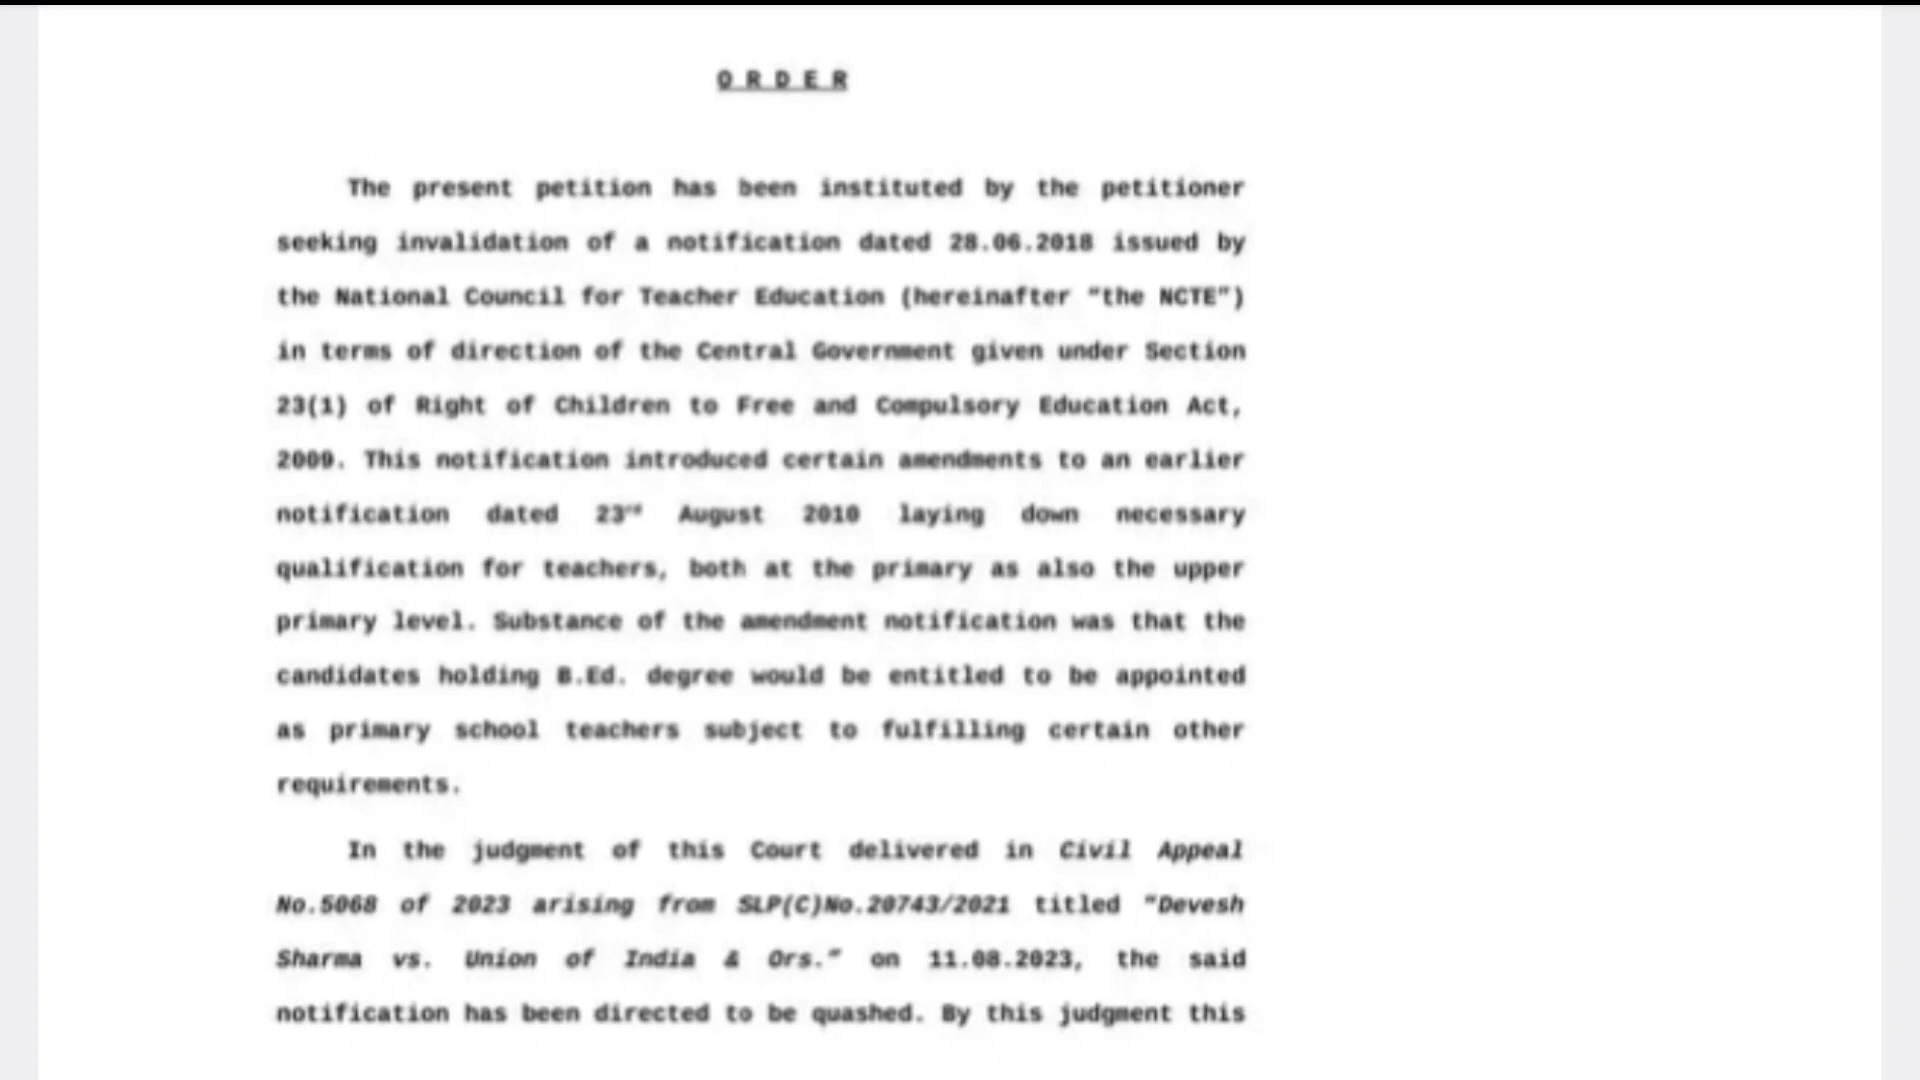 O R D E R
The present petition has been instituted by the petitioner
seeking invalidation of a notification dated 28.06.2018 issued by
the National Council for Teacher Education (hereinafter “the NCTE”)
in terms of direction of the Central Government given under Section
23(1) of Right of Children to Free and Compulsory Education Act,
2009. This notification introduced certain amendments to an earlier
notification dated 23rd August 2010 laying down necessary
qualification for teachers, both at the primary as also the upper
primary level. Substance of the amendment notification was that the
candidates holding B.Ed. degree would be entitled to be appointed
as primary school teachers subject to fulfilling certain other
requirements.
In the judgment of this Court delivered in Civil Appeal
No.5068 of 2023 arising from SLP(C)No.20743/2021 titled “Devesh
Sharma vs. Union of India & Ors.” on 11.08.2023, the said
notification has been directed to be quashed. By this judgment this